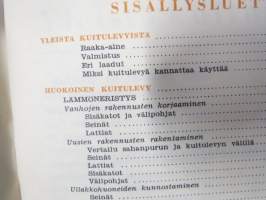 SISÄLLYSLUET
YLEISTÄ KUITULEVYISTÄ
Raaka-aine
Valmistus
Eri laadut
Miksi kuitulevyä kannattaa käyttää
HUOKOINEN KUITULEVY
LÄMMÖNERISTYS
Vanhojen rakennusten korjaaminen
Sisäkatot ja välipohjat
Seinät
Lattiat
Uusien rakennusten rakentaminen
Vertailu sahanpurun ja kuitulevyn välillä
Seinät
Lattiat
Sisäkatot
Välipohjat
Ullakkohuoneiden kunnostaminen
Seinät